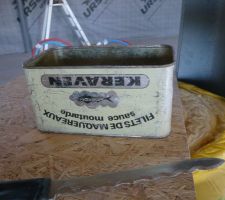 FILETS DE MAQUEREAUX
sauce moutarde
KERAVEN